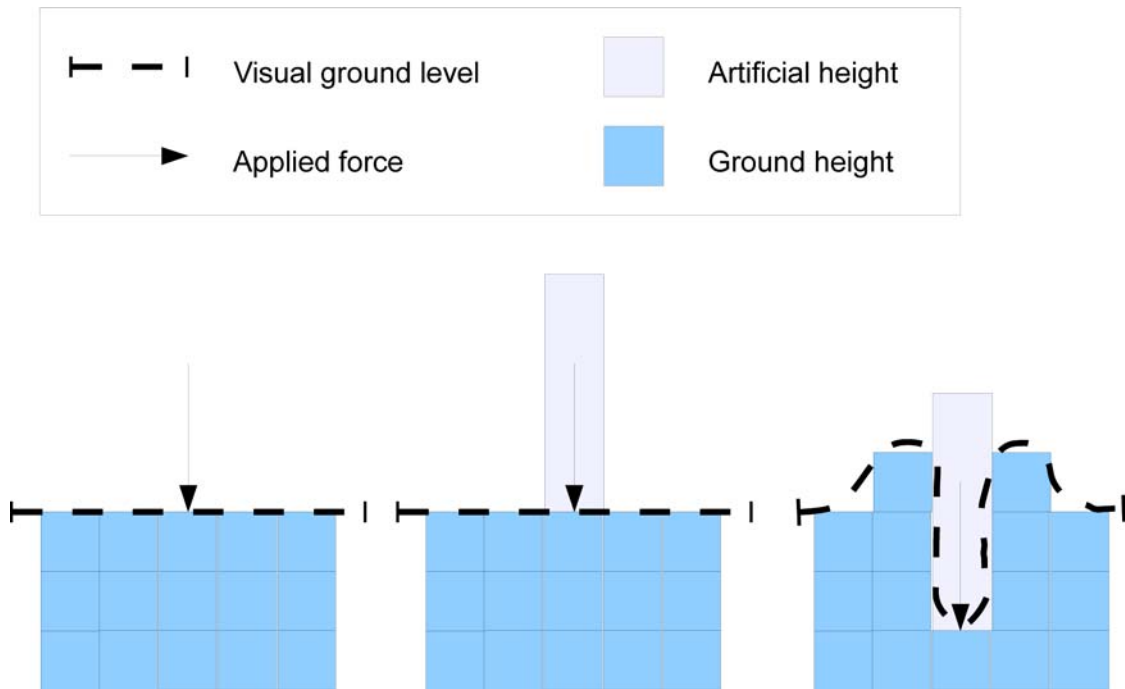 Visual ground level
Artificial height
Applied force
Ground height